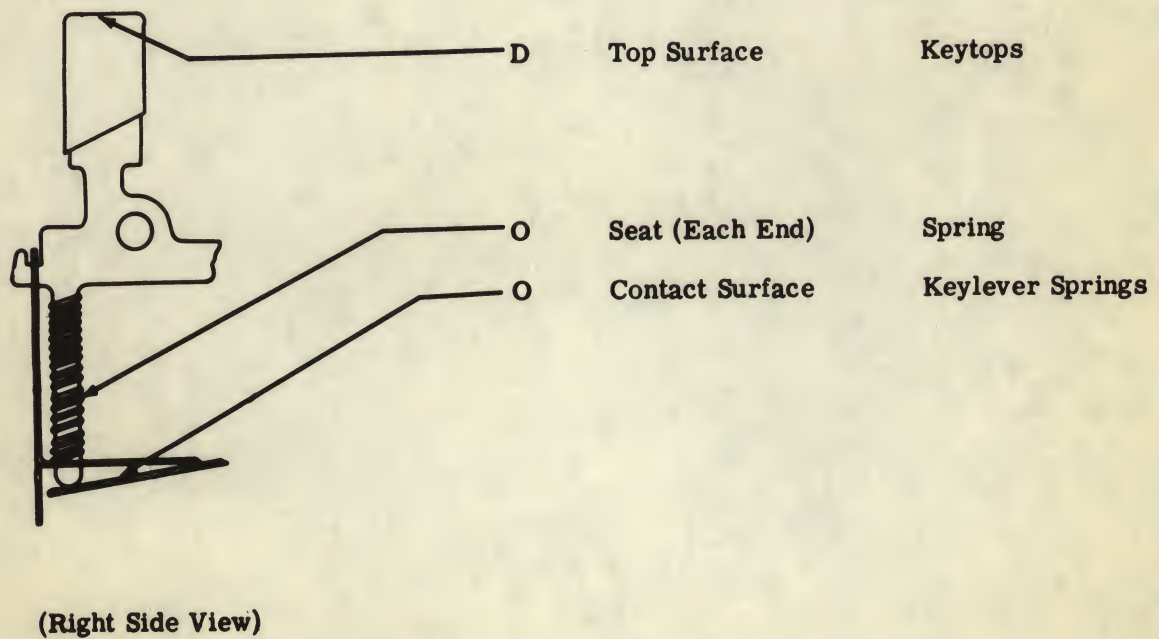 D Top Surface Keytops
O Seat (Each End) Spring
O Contact Surface Keylever Springs
(Right Side View)